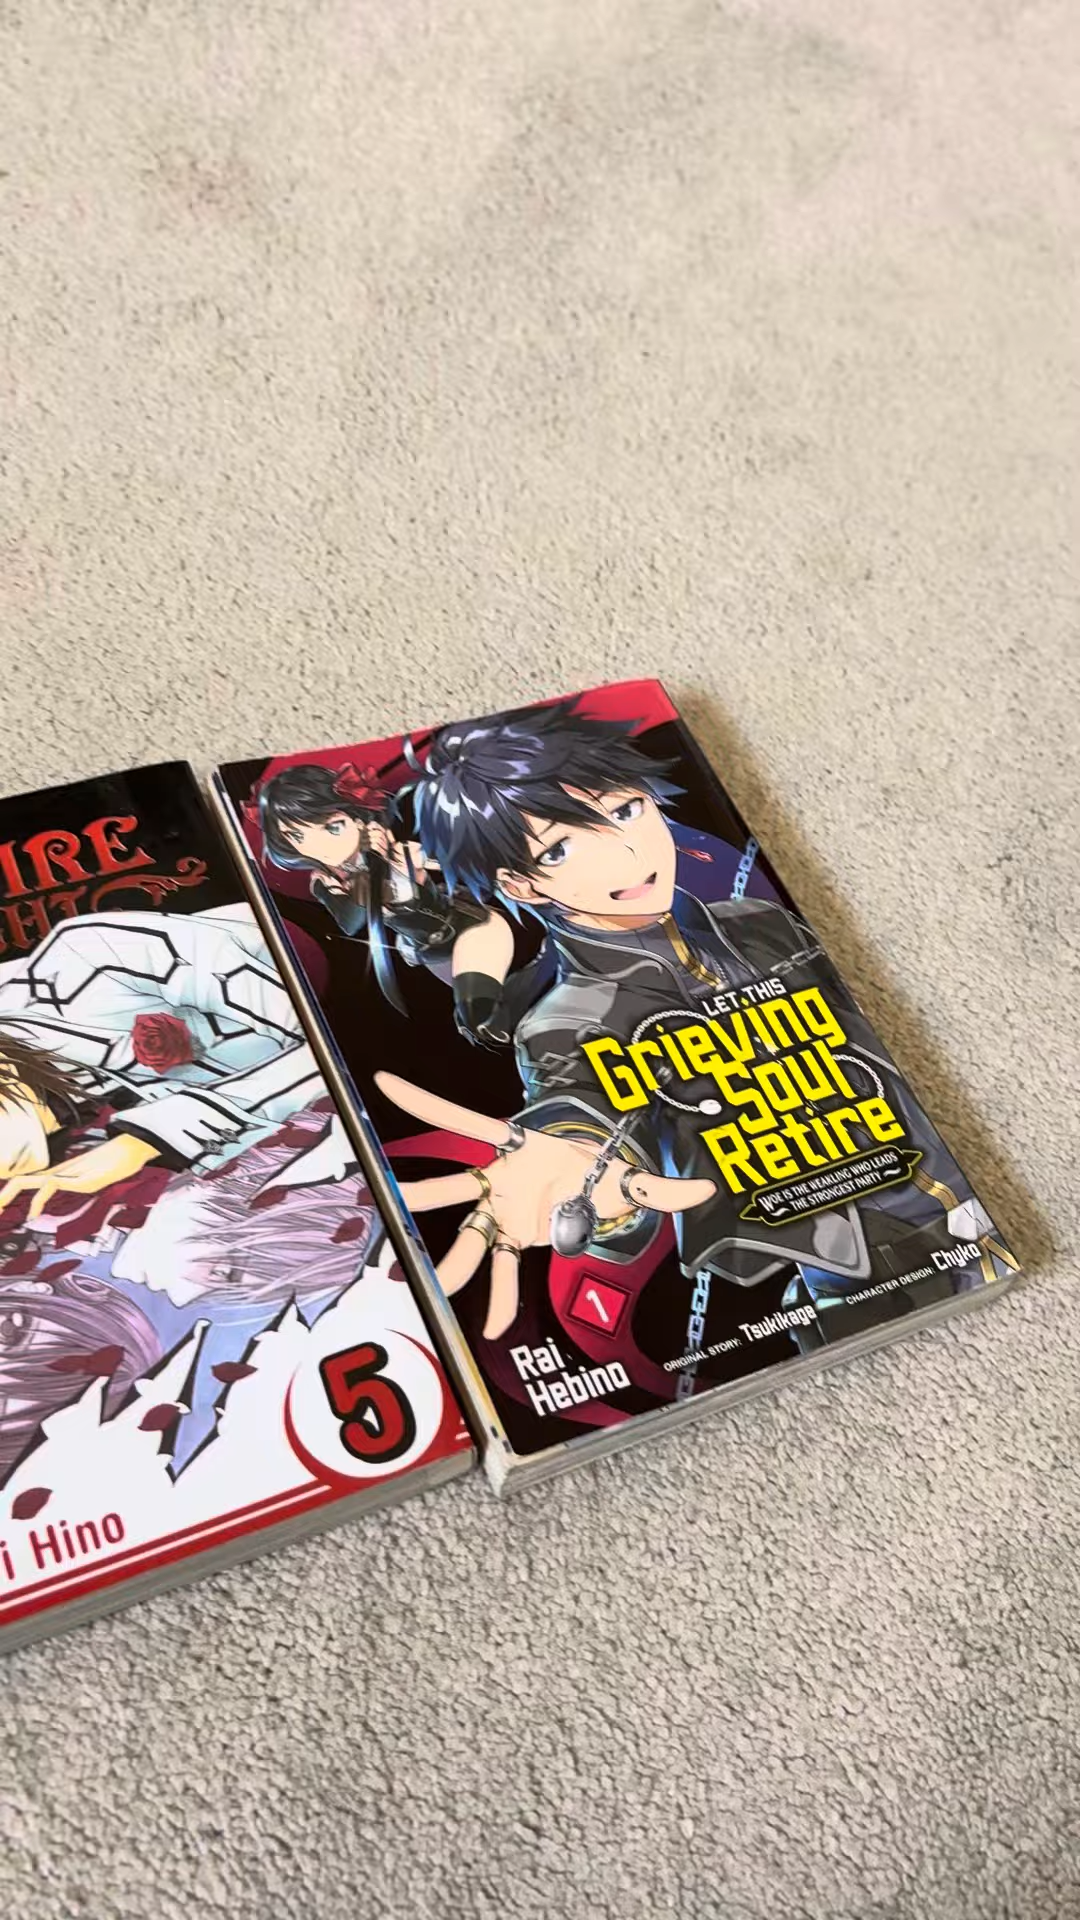 IRE
5
i Hino
LET THIS
Grieving
Soul
Retire
WOE IS THE WEAKLING WHO LEADS
THE STRONGEST PARTY
1
Rai
Hebino
ORIGINAL STORY: Tsukikage
CHARACTER DESIGN: Chyko